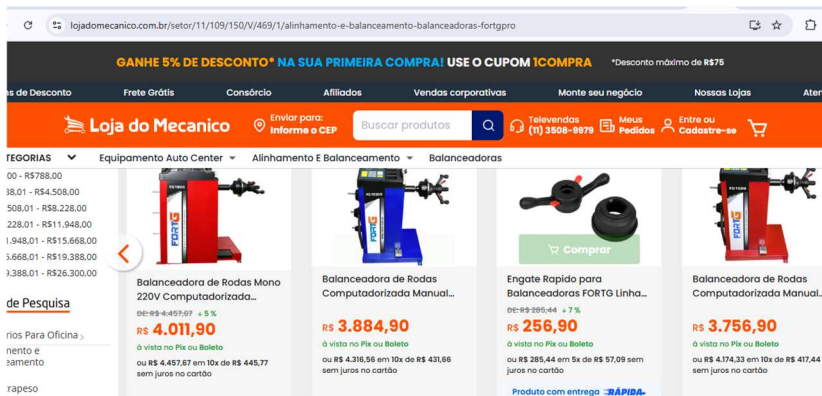 lojadomecanico.com.br/setor/11/109/150/V/469/1/alinhamento-e-balanceamento-balanceadoras-fortgpro
GANHE 5% DE DESCONTO* NA SUA PRIMEIRA COMPRA! USE O CUPOM 1COMPRA *Desconto máximo de R$75
ns de Desconto Frete Grátis Consórcio Afiliados Vendas corporativas Monte seu negócio Nossas Lojas Aten
Loja do Mecanico
Enviar para:
Informe o CEP
Buscar produtos
Televendas
(11) 3508-9979
Meus
Pedidos
Entre ou
Cadastre-se
TEGORIAS Equipamento Auto Center Alinhamento E Balanceamento Balanceadoras
00 - R$788,00
38,01 - R$4.508,00
508,01 - R$8.228,00
228,01 - R$11.948,00
1.948,01 - R$15.668,00
5.668,01 - R$19.388,00
9.388,01 - R$26.300,00
de Pesquisa
rios Para Oficina
mento e
eamento
trapeso
FORTG
Balanceadora de Rodas Mono
220V Computadorizada...
DE: R$ 4.457,67 5%
R$ 4.011,90
à vista no Pix ou Boleto
ou R$ 4.457,67 em 10x de R$ 445,77
sem juros no cartão
FORTG
Balanceadora de Rodas
Computadorizada Manual...
R$ 3.884,90
à vista no Pix ou Boleto
ou R$ 4.316,56 em 10x de R$ 431,66
sem juros no cartão
Comprar
Engate Rapido para
Balanceadoras FORTG Linha...
DE: R$ 285,44 7%
R$ 256,90
à vista no Pix ou Boleto
ou R$ 285,44 em 5x de R$ 57,09 sem
juros no cartão
Produto com entrega RÁPIDA
FORTG
Balanceadora de Rodas
Computadorizada Manual...
R$ 3.756,90
à vista no Pix ou Boleto
ou R$ 4.174,33 em 10x de R$ 417,44
sem juros no cartão